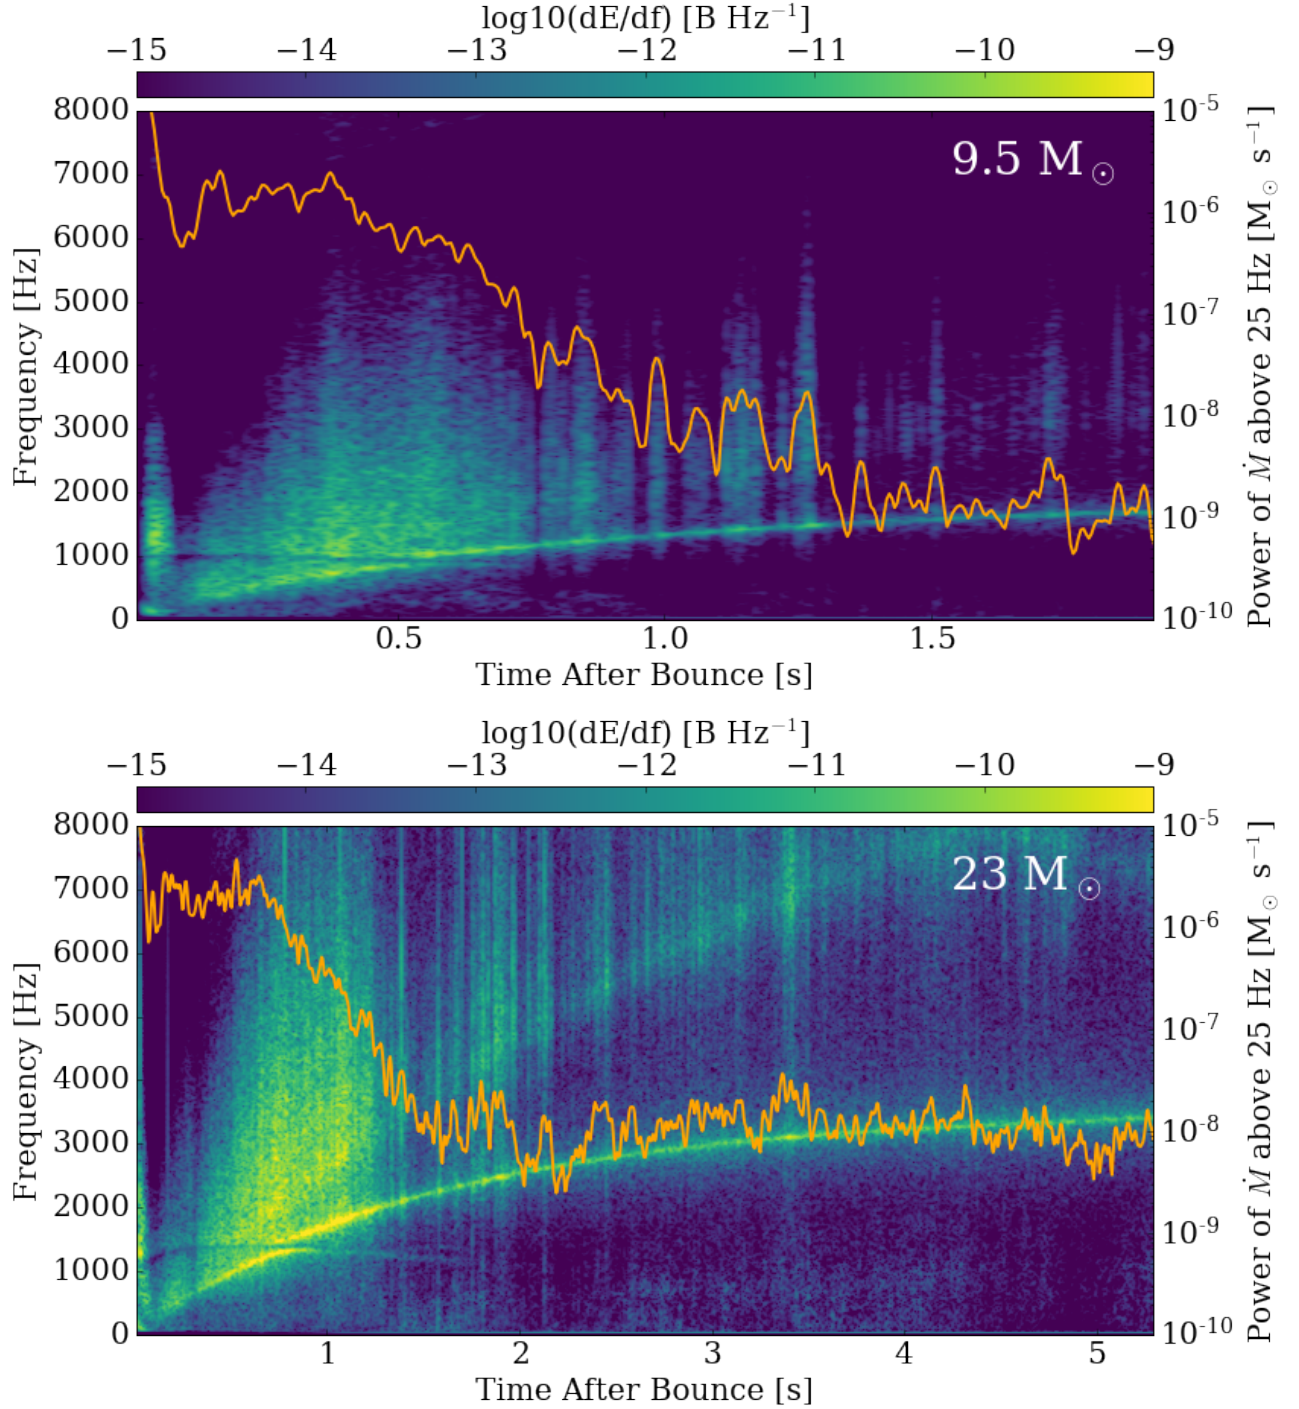 log10(dE/df) [B Hz⁻¹]
−15 −14 −13 −12 −11 −10 −9
8000
7000
6000
5000
4000
3000
2000
1000
0
Frequency [Hz]
9.5 M☉
10⁻⁵
10⁻⁶
10⁻⁷
10⁻⁸
10⁻⁹
10⁻¹⁰
Power of Ṁ above 25 Hz [M☉ s⁻¹]
0.5 1.0 1.5
Time After Bounce [s]
log10(dE/df) [B Hz⁻¹]
−15 −14 −13 −12 −11 −10 −9
8000
7000
6000
5000
4000
3000
2000
1000
0
Frequency [Hz]
23 M☉
10⁻⁵
10⁻⁶
10⁻⁷
10⁻⁸
10⁻⁹
10⁻¹⁰
Power of Ṁ above 25 Hz [M☉ s⁻¹]
1 2 3 4 5
Time After Bounce [s]